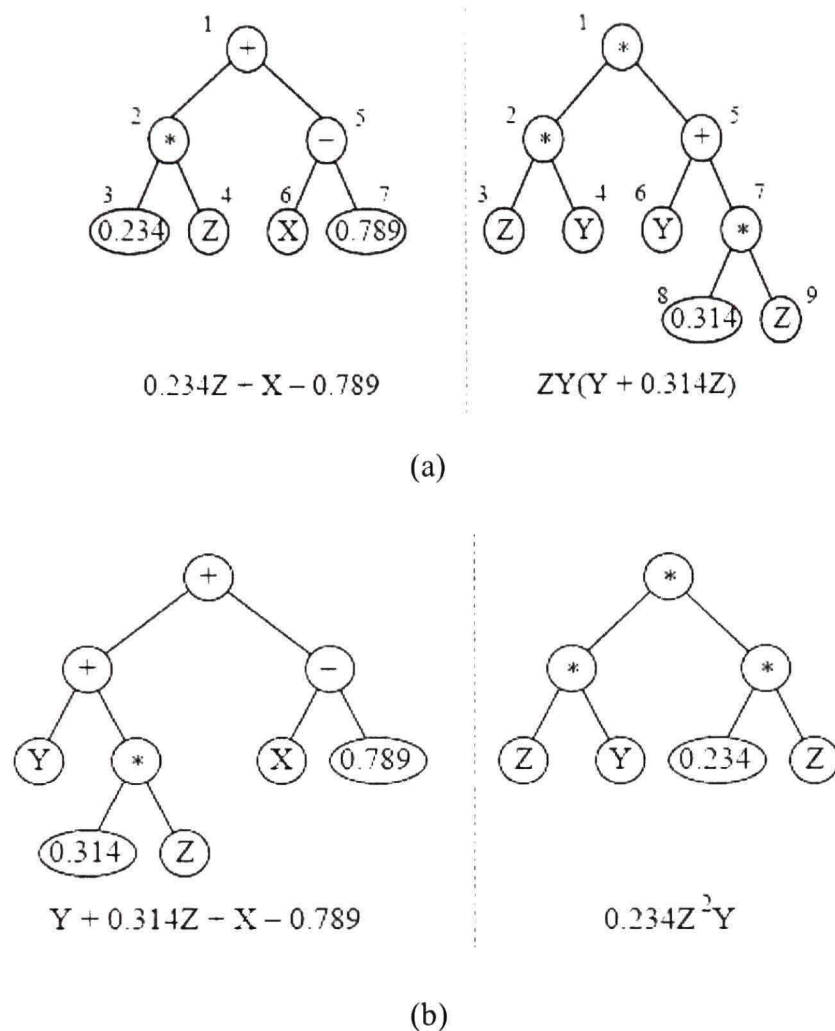 1 1
+ *
2 5 2 5
* − * +
3 4 6 7 3 4 6 7
0.234 Z X 0.789 Z Y Y *
8 9
0.314 Z
0.234Z − X − 0.789 ZY(Y + 0.314Z)
(a)
+ *
+ − * *
Y * X 0.789 Z Y 0.234 Z
0.314 Z
Y + 0.314Z − X − 0.789 0.234Z²Y
(b)